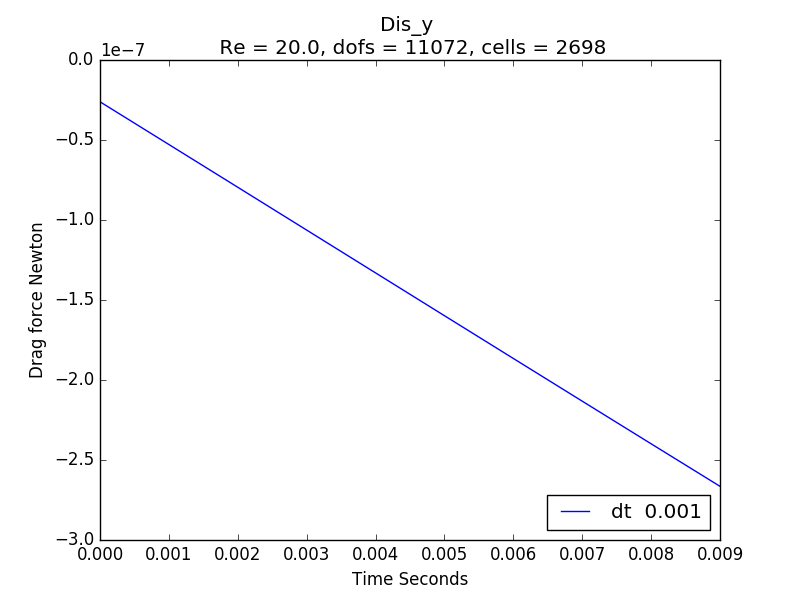 Dis_y
Re = 20.0, dofs = 11072, cells = 2698
1e−7
0.0
−0.5
−1.0
−1.5
−2.0
−2.5
−3.0
Drag force Newton
dt  0.001
0.000 0.001 0.002 0.003 0.004 0.005 0.006 0.007 0.008 0.009
Time Seconds